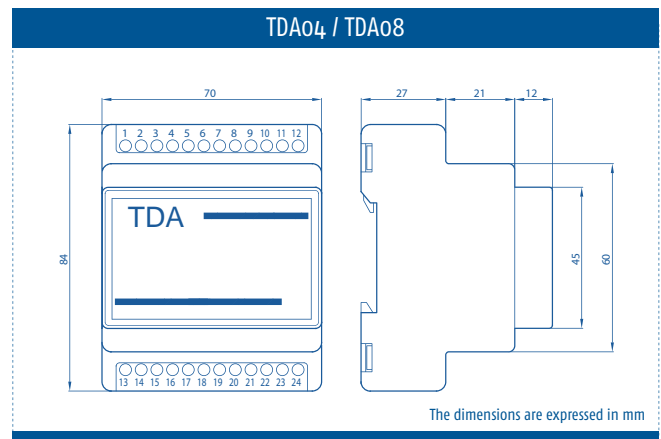 TDA04 / TDA08
70 27 21 12
1 2 3 4 5 6 7 8 9 10 11 12
TDA
84 45 60
13 14 15 16 17 18 19 20 21 22 23 24
The dimensions are expressed in mm